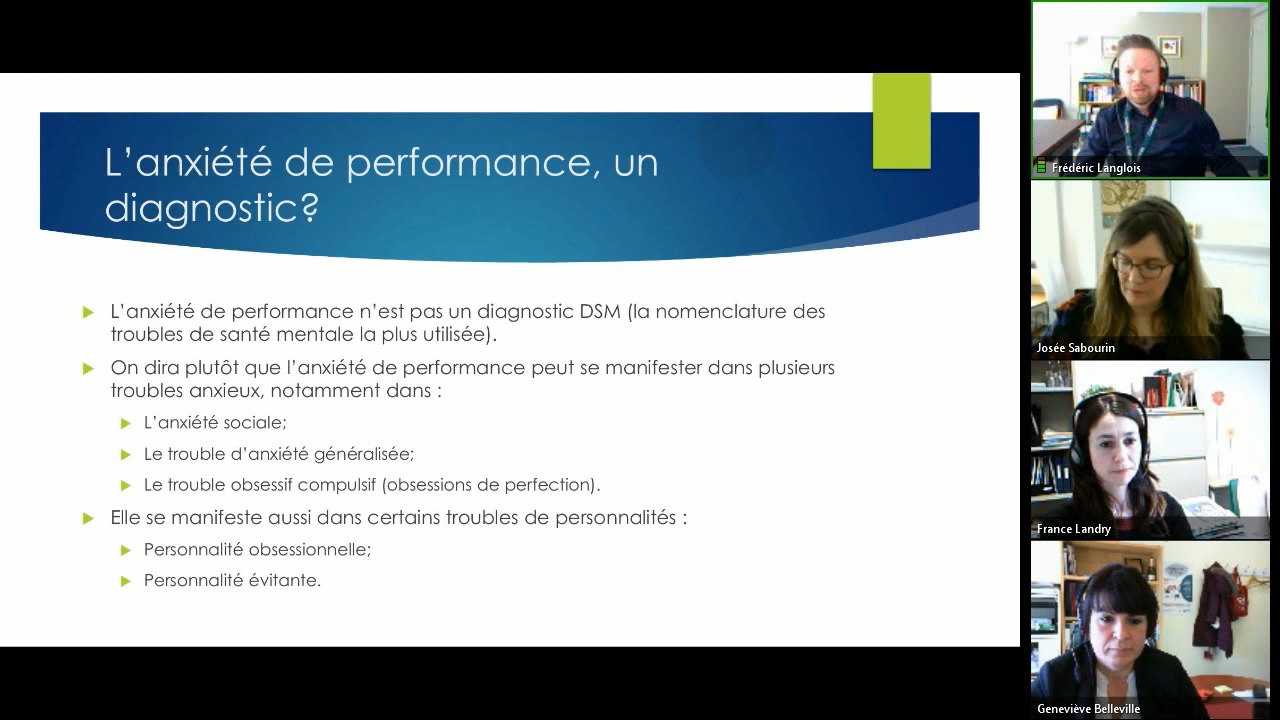 L’anxiété de performance, un
diagnostic?
L’anxiété de performance n’est pas un diagnostic DSM (la nomenclature des
troubles de santé mentale la plus utilisée).
On dira plutôt que l’anxiété de performance peut se manifester dans plusieurs
troubles anxieux, notamment dans :
L’anxiété sociale;
Le trouble d’anxiété généralisée;
Le trouble obsessif compulsif (obsessions de perfection).
Elle se manifeste aussi dans certains troubles de personnalités :
Personnalité obsessionnelle;
Personnalité évitante.
Frédéric Langlois
Josée Sabourin
France Landry
Geneviève Belleville